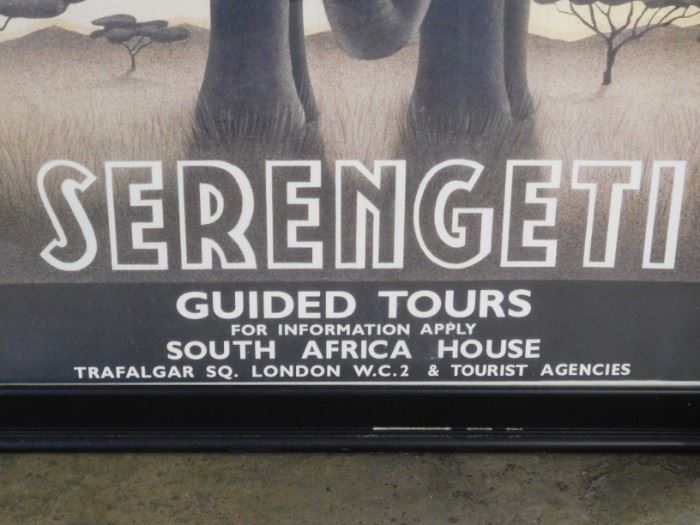 SERENGETI
GUIDED TOURS
FOR INFORMATION APPLY
SOUTH AFRICA HOUSE
TRAFALGAR SQ. LONDON W.C.2 & TOURIST AGENCIES